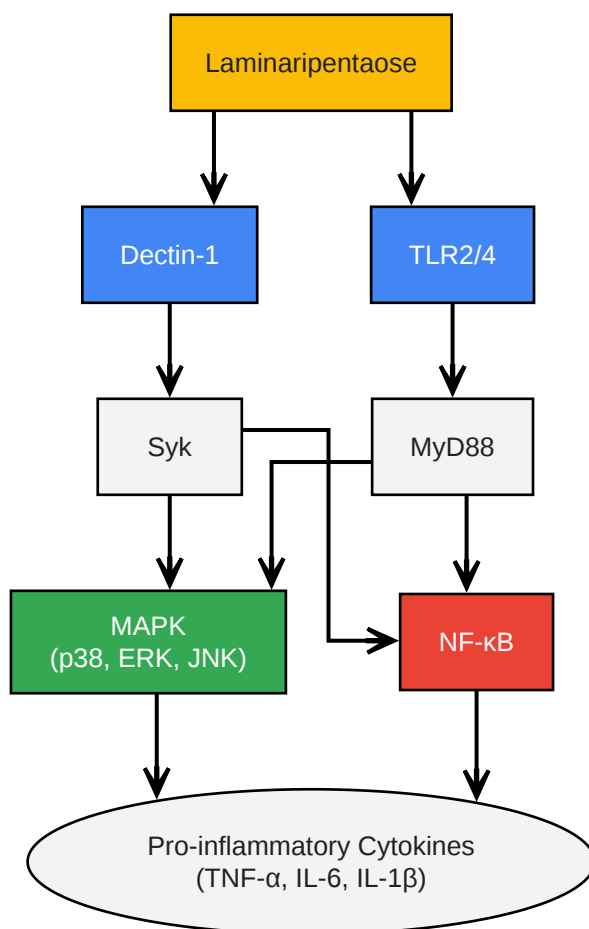 Laminaripentaose
Dectin-1
TLR2/4
Syk
MyD88
MAPK
(p38, ERK, JNK)
NF-κB
Pro-inflammatory Cytokines
(TNF-α, IL-6, IL-1β)